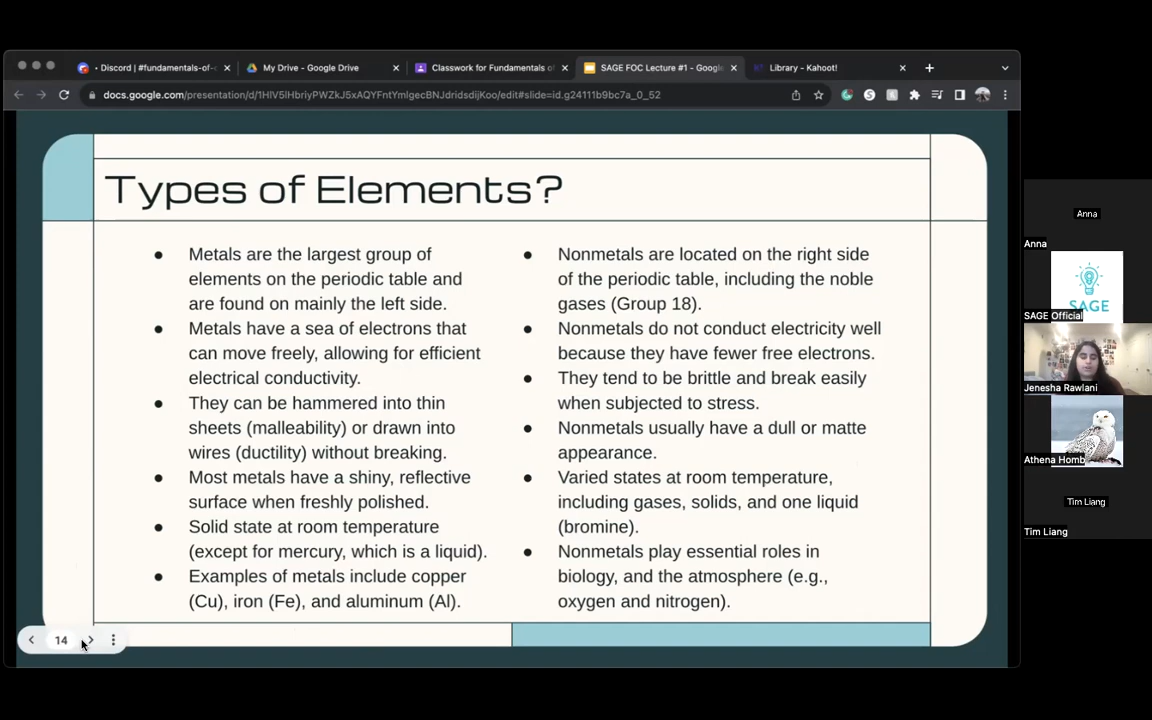 • Discord | #fundamentals-of-
My Drive - Google Drive
Classwork for Fundamentals of
SAGE FOC Lecture #1 - Googl
Library - Kahoot!
docs.google.com/presentation/d/1HIV5lHbriyPWZkJ5xAQYFntYmlgecBNJdridsdijKoo/edit#slide=id.g24111b9bc7a_0_52
Types of Elements?
● Metals are the largest group of
elements on the periodic table and
are found on mainly the left side.
● Metals have a sea of electrons that
can move freely, allowing for efficient
electrical conductivity.
● They can be hammered into thin
sheets (malleability) or drawn into
wires (ductility) without breaking.
● Most metals have a shiny, reflective
surface when freshly polished.
● Solid state at room temperature
(except for mercury, which is a liquid).
● Examples of metals include copper
(Cu), iron (Fe), and aluminum (Al).
● Nonmetals are located on the right side
of the periodic table, including the noble
gases (Group 18).
● Nonmetals do not conduct electricity well
because they have fewer free electrons.
● They tend to be brittle and break easily
when subjected to stress.
● Nonmetals usually have a dull or matte
appearance.
● Varied states at room temperature,
including gases, solids, and one liquid
(bromine).
● Nonmetals play essential roles in
biology, and the atmosphere (e.g.,
oxygen and nitrogen).
14
Anna
Anna
SAGE
SAGE Official
Jenesha Rawlani
Athena Homb
Tim Liang
Tim Liang